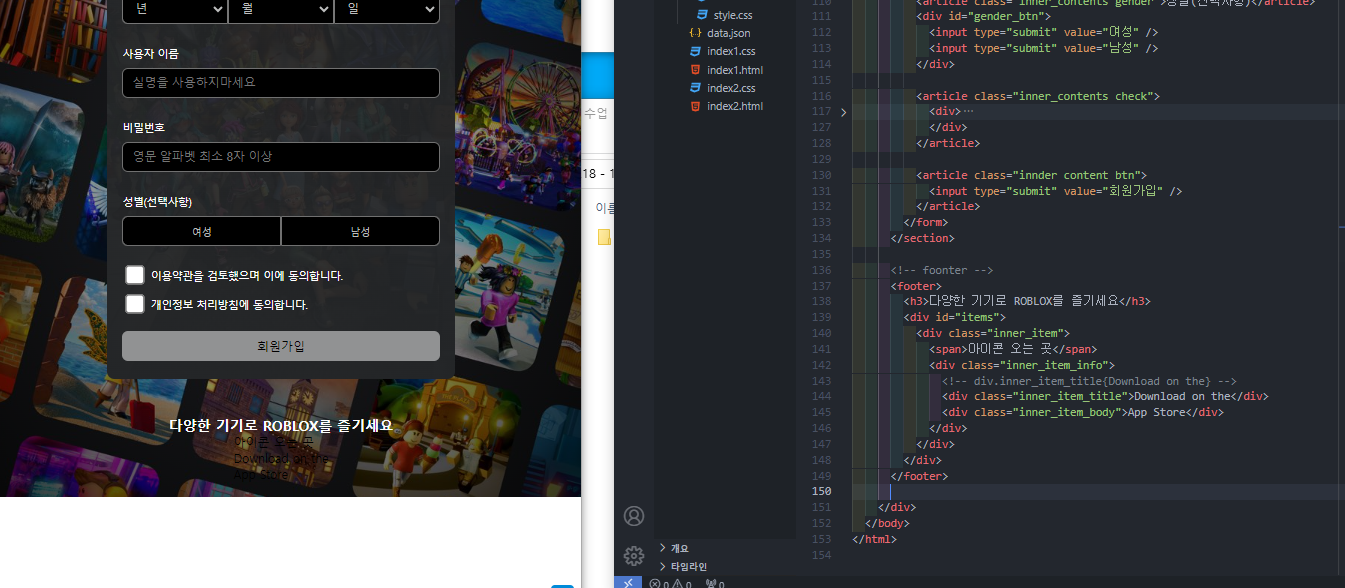 년 월 일
사용자 이름
실명을 사용하지마세요
비밀번호
영문 알파벳 최소 8자 이상
성별(선택사항)
여성 남성
이용약관을 검토했으며 이에 동의합니다.
개인정보 처리방침에 동의합니다.
회원가입
다양한 기기로 ROBLOX를 즐기세요
아이콘 오는 곳
Download on the
App Store
수업
18 - 1
이름
style.css
data.json
index1.css
index1.html
index2.css
index2.html
개요
타임라인
0 0 0
110 <article class="inner_contents gender">성별(선택사항)</article>
111 <div id="gender_btn">
112 <input type="submit" value="여성" />
113 <input type="submit" value="남성" />
114 </div>
115
116 <article class="inner_contents check">
117 <div>…
127 </div>
128 </article>
129
130 <article class="innder content btn">
131 <input type="submit" value="회원가입" />
132 </article>
133 </form>
134 </section>
135
136 <!-- foonter -->
137 <footer>
138 <h3>다양한 기기로 ROBLOX를 즐기세요</h3>
139 <div id="items">
140 <div class="inner_item">
141 <span>아이콘 오는 곳</span>
142 <div class="inner_item_info">
143 <!-- div.inner_item_title{Download on the} -->
144 <div class="inner_item_title">Download on the</div>
145 <div class="inner_item_body">App Store</div>
146 </div>
147 </div>
148 </div>
149 </footer>
150
151 </div>
152 </body>
153 </html>
154